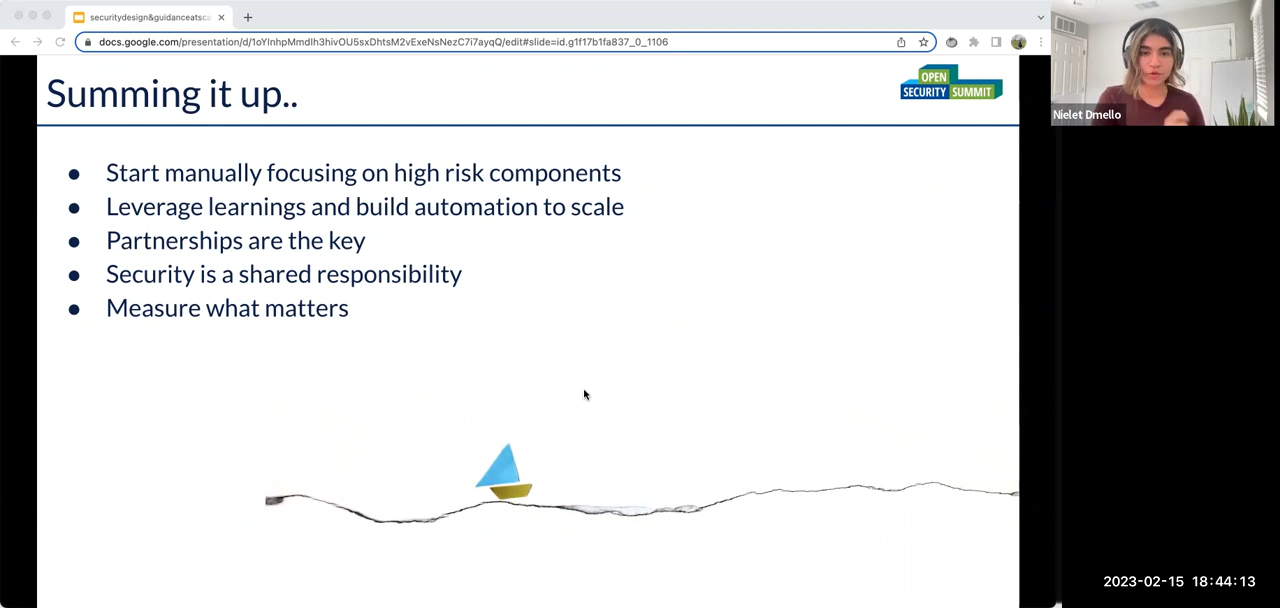 securitydesign&guidanceatsca
docs.google.com/presentation/d/1oYlnhpMmdIh3hivOU5sxDhtsM2vExeNsNezC7i7ayqQ/edit#slide=id.g1f17b1fa837_0_1106
Summing it up..
OPEN
SECURITY SUMMIT
Nielet Dmello
● Start manually focusing on high risk components
● Leverage learnings and build automation to scale
● Partnerships are the key
● Security is a shared responsibility
● Measure what matters
2023-02-15 18:44:13